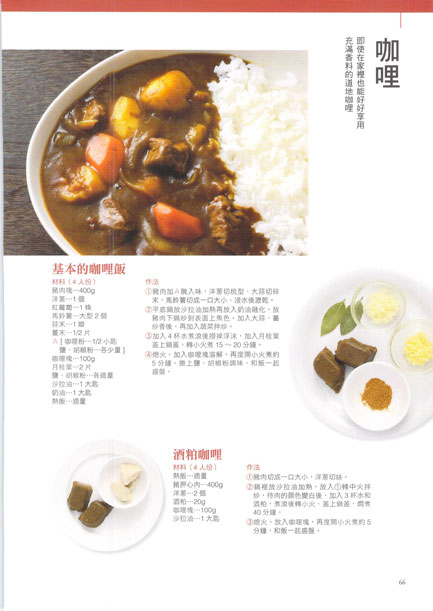 咖哩
即使在家裡也能好好享用
充滿香料的道地咖哩
基本的咖哩飯
材料（4 人份）
豬肉塊…400g
洋蔥…1 個
紅蘿蔔…1 條
馬鈴薯…大型 2 個
蒜末…1 瓣
薑末…1/2 片
A [ 咖哩粉…1/2 小匙
鹽、胡椒粉…各少量 ]
咖哩塊…100g
月桂葉…2 片
鹽、胡椒粉…各適量
沙拉油…1 大匙
奶油…1 大匙
熱飯…適量
作法
①豬肉加A醃入味，洋蔥切梳型、大蒜切碎
末，馬鈴薯切成一口大小，浸水後瀝乾。
②平底鍋放沙拉油加熱再放入奶油融化，放
豬肉下鍋炒到表面上焦色。加入大蒜、薑
炒香後，再加入蔬菜拌炒。
③加入 4 杯水煮滾後撈掉浮沫，加入月桂葉
蓋上鍋蓋，轉小火煮 15 ～ 20 分鐘。
④熄火，加入咖哩塊溶解，再度開小火煮約
5 分鐘。撒上鹽、胡椒粉調味，和飯一起
盛盤。
酒粕咖哩
材料（4 人份）
熱飯…適量
豬胛心肉…400g
洋蔥…2 個
酒粕…20g
咖哩塊…100g
沙拉油…1 大匙
作法
①豬肉切成一口大小，洋蔥切絲。
②鍋裡放沙拉油加熱，放入①轉中火拌
炒，待肉的顏色變白後，加入 3 杯水和
酒粕，煮滾後轉小火、蓋上鍋蓋，燜煮
40 分鐘。
③熄火、放入咖哩塊，再度開小火煮約 5
分鐘，和飯一起盛盤。
66